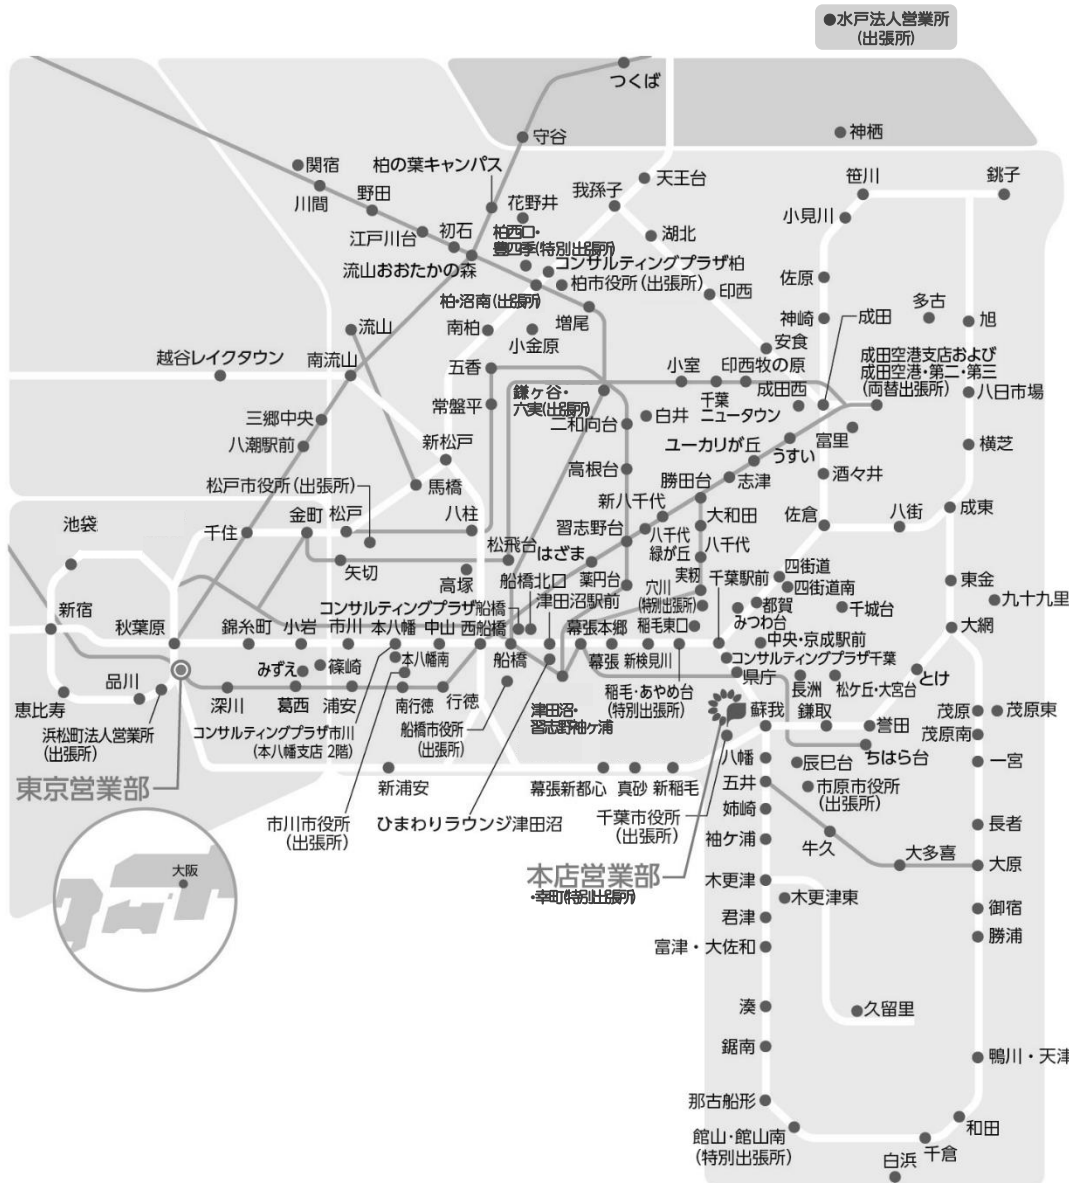 ●水戸法人営業所
(出張所)
つくば
守谷
神栖
関宿
柏の葉キャンパス
川間
野田
花野井
我孫子
天王台
笹川
銚子
江戸川台
初石
柏西口・
豊四季(特別出張所)
湖北
小見川
流山おおたかの森
コンサルティングプラザ柏
柏市役所(出張所)
印西
佐原
柏・沼南(出張所)
増尾
流山
南柏
小金原
安食
神崎
成田
多古
旭
越谷レイクタウン
南流山
五香
小室
印西牧の原
成田西
成田空港支店および
成田空港・第二・第三
(両替出張所)
八日市場
常盤平
鎌ヶ谷・
六実(出張所)
千葉
ニュータウン
白井
三郷中央
二和向台
ユーカリが丘
うすい
富里
横芝
八潮駅前
新松戸
高根台
勝田台
志津
酒々井
松戸市役所(出張所)
馬橋
新八千代
大和田
佐倉
八街
成東
池袋
千住
金町
松戸
八柱
習志野台
八千代
緑が丘
八千代
松飛台
はざま
矢切
高塚
船橋北口
薬円台
実籾
千葉駅前
四街道
四街道南
東金
九十九里
新宿
秋葉原
コンサルティングプラザ船橋
津田沼駅前
穴川
(特別出張所)
都賀
みつわ台
千城台
錦糸町
小岩
市川
本八幡
中山
西船橋
船橋
幕張本郷
稲毛東口
大網
幕張
新検見川
中央・京成駅前
みずえ
篠崎
本八幡南
コンサルティングプラザ千葉
品川
恵比寿
浜松町法人営業所
(出張所)
深川
葛西
浦安
南行徳
行徳
稲毛・あやめ台
(特別出張所)
県庁
長洲
松ケ丘・大宮台
とけ
コンサルティングプラザ市川
(本八幡支店 2階)
船橋市役所
(出張所)
津田沼・
習志野袖ヶ浦
蘇我
鎌取
誉田
茂原
茂原東
茂原南
八幡
ちはら台
辰巳台
一宮
東京営業部
新浦安
幕張新都心
真砂
新稲毛
五井
市原市役所
(出張所)
市川市役所
(出張所)
ひまわりラウンジ津田沼
千葉市役所
(出張所)
姉崎
長者
袖ケ浦
牛久
大多喜
大原
大阪
本店営業部
・幸町(特別出張所)
木更津
木更津東
御宿
君津
勝浦
富津・大佐和
湊
久留里
鋸南
鴨川・天津
那古船形
館山・館山南
(特別出張所)
和田
千倉
白浜